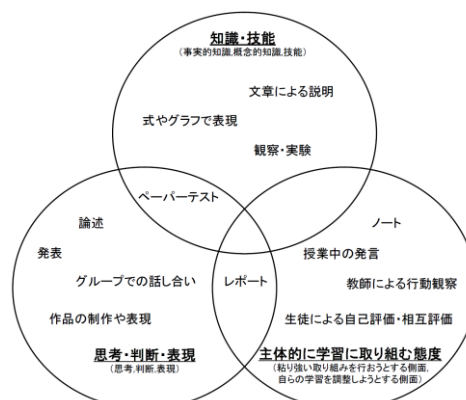 知識・技能
(事実的知識,概念的知識,技能)
文章による説明
式やグラフで表現
観察・実験
ペーパーテスト
論述
発表
グループでの話し合い
作品の制作や表現
思考・判断・表現
(思考,判断,表現)
レポート
ノート
授業中の発言
教師による行動観察
生徒による自己評価・相互評価
主体的に学習に取り組む態度
(粘り強い取り組みを行おうとする側面,
自らの学習を調整しようとする側面)